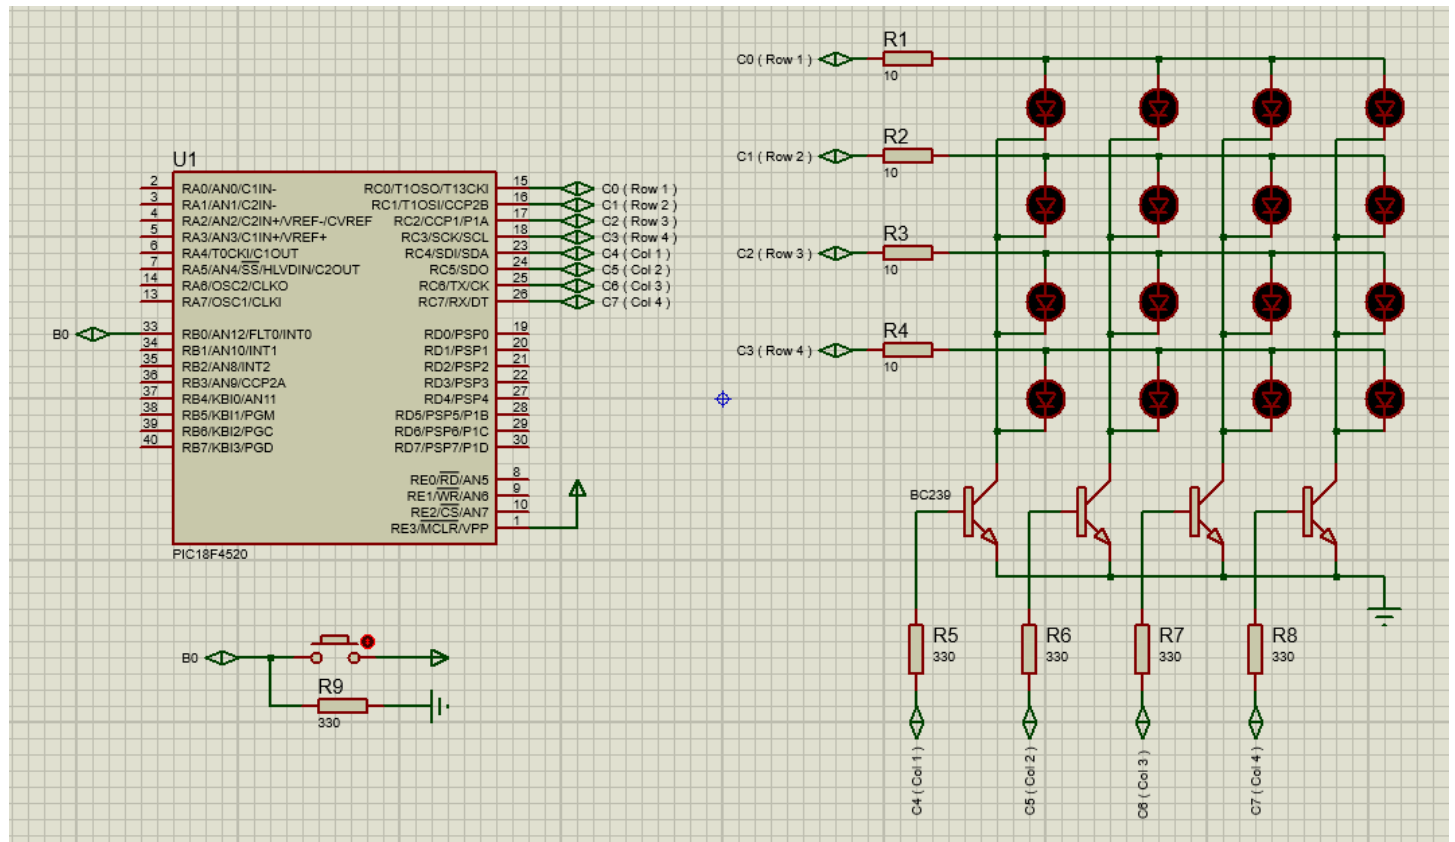 U1
2 RA0/AN0/C1IN-
3 RA1/AN1/C2IN-
4 RA2/AN2/C2IN+/VREF-/CVREF
5 RA3/AN3/C1IN+/VREF+
6 RA4/T0CKI/C1OUT
7 RA5/AN4/SS/HLVDIN/C2OUT
14 RA6/OSC2/CLKO
13 RA7/OSC1/CLKI
B0 33 RB0/AN12/FLT0/INT0
34 RB1/AN10/INT1
35 RB2/AN8/INT2
36 RB3/AN9/CCP2A
37 RB4/KBI0/AN11
38 RB5/KBI1/PGM
39 RB6/KBI2/PGC
40 RB7/KBI3/PGD
RC0/T1OSO/T13CKI 15 C0 ( Row 1 )
RC1/T1OSI/CCP2B 16 C1 ( Row 2 )
RC2/CCP1/P1A 17 C2 ( Row 3 )
RC3/SCK/SCL 18 C3 ( Row 4 )
RC4/SDI/SDA 23 C4 ( Col 1 )
RC5/SDO 24 C5 ( Col 2 )
RC6/TX/CK 25 C6 ( Col 3 )
RC7/RX/DT 26 C7 ( Col 4 )
RD0/PSP0 19
RD1/PSP1 20
RD2/PSP2 21
RD3/PSP3 22
RD4/PSP4 27
RD5/PSP5/P1B 28
RD6/PSP6/P1C 29
RD7/PSP7/P1D 30
RE0/RD/AN5 8
RE1/WR/AN6 9
RE2/CS/AN7 10
RE3/MCLR/VPP 1
PIC18F4520
B0
R9
330
C0 ( Row 1 )
R1
10
C1 ( Row 2 )
R2
10
C2 ( Row 3 )
R3
10
C3 ( Row 4 )
R4
10
BC239
R5
330
R6
330
R7
330
R8
330
C4 ( Col 1 )
C5 ( Col 2 )
C6 ( Col 3 )
C7 ( Col 4 )